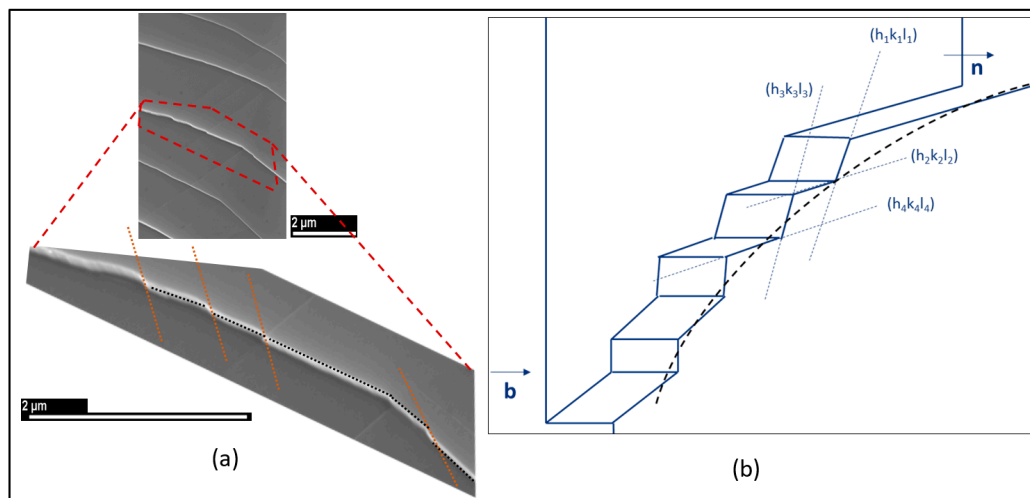 2 µm
2 µm
(a)
(h₁k₁l₁)
n
(h₃k₃l₃)
(h₂k₂l₂)
(h₄k₄l₄)
b
(b)